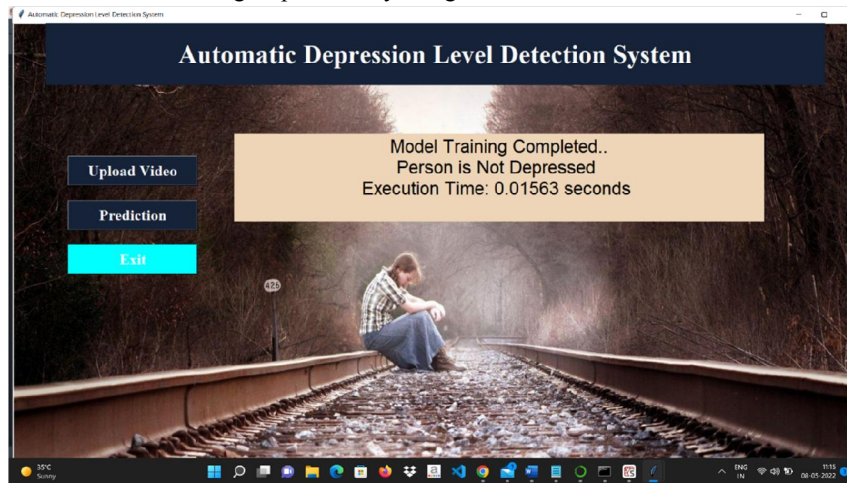 Automatic Depression Level Detection System
Automatic Depression Level Detection System
Model Training Completed..
Person is Not Depressed
Execution Time: 0.01563 seconds
Upload Video
Prediction
Exit
426
35°C
Sunny
ENG
IN
11:15
08-05-2022